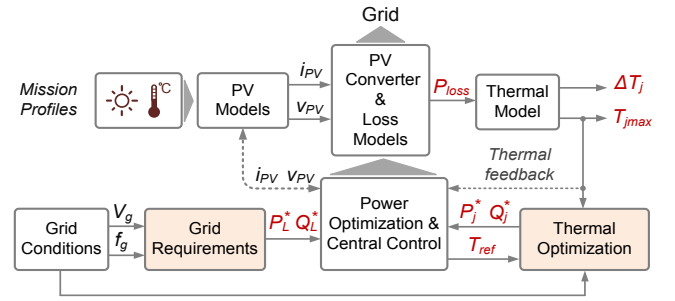 Grid
Mission
Profiles
°C
PV
Models
i_PV
v_PV
PV
Converter
&
Loss
Models
P_loss
Thermal
Model
ΔT_j
T_jmax
i_PV v_PV
Thermal
feedback
Grid
Conditions
V_g
f_g
Grid
Requirements
P_L^* Q_L^*
Power
Optimization &
Central Control
P_j^* Q_j^*
T_ref
Thermal
Optimization